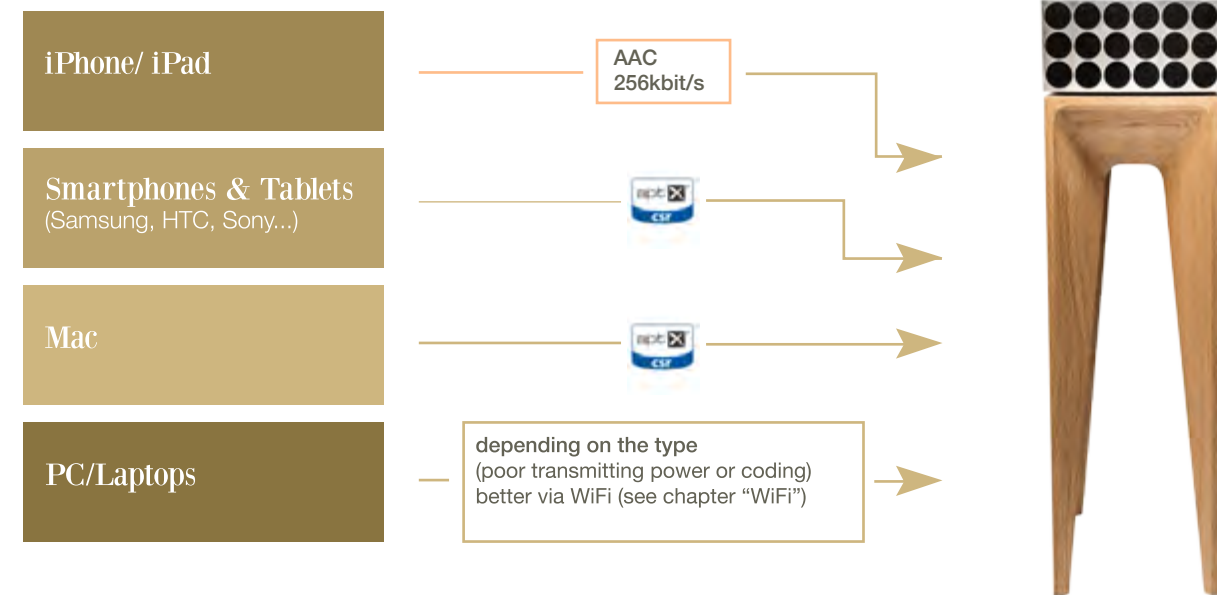 iPhone/ iPad
AAC
256kbit/s
Smartphones & Tablets
(Samsung, HTC, Sony...)
aptX
csr
Mac
aptX
csr
PC/Laptops
depending on the type
(poor transmitting power or coding)
better via WiFi (see chapter “WiFi”)